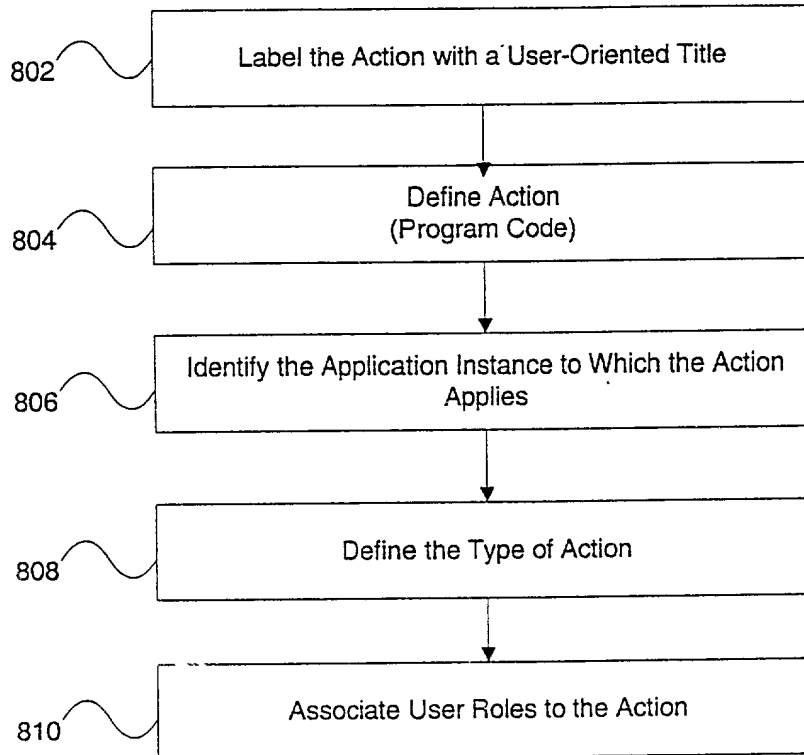 802
Label the Action with a User-Oriented Title
804
Define Action
(Program Code)
806
Identify the Application Instance to Which the Action
Applies
808
Define the Type of Action
810
Associate User Roles to the Action